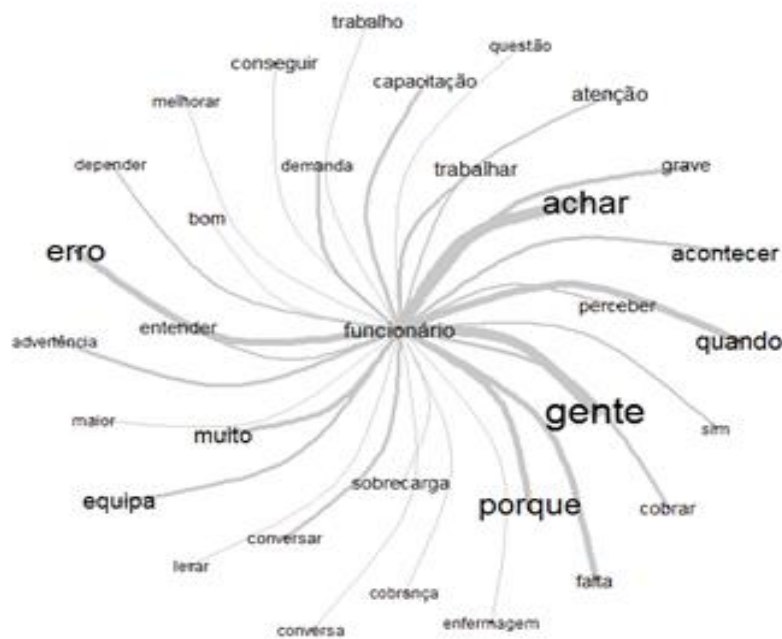 trabalho
questão
conseguir
capacitação
atenção
melhorar
depender
demanda
trabalhar
grave
achar
bom
erro
acontecer
perceber
entender
funcionário
quando
advertência
gente
maior
muito
sim
equipa
sobrecarga
porque
cobrar
conversar
falta
cobrança
enfermagem
conversa